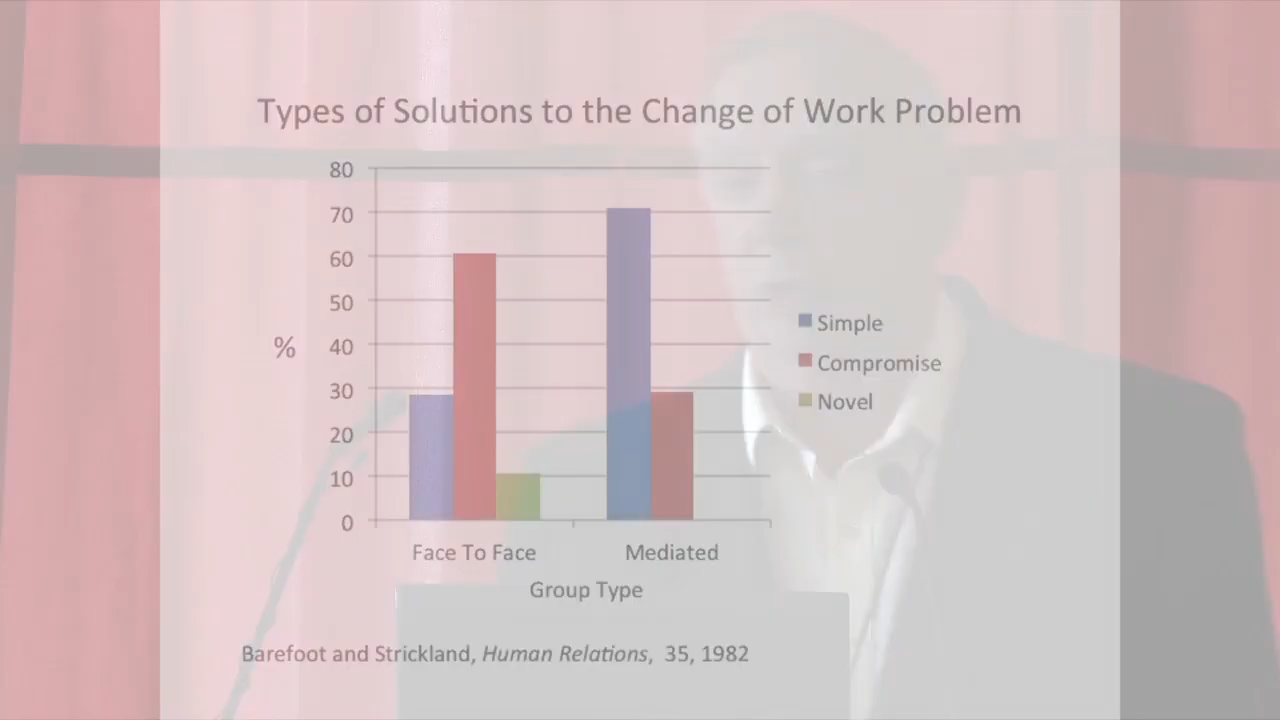 Types of Solutions to the Change of Work Problem
80
70
60
50
40
30
20
10
0
%
Simple
Compromise
Novel
Face To Face Mediated
Group Type
Barefoot and Strickland, Human Relations, 35, 1982